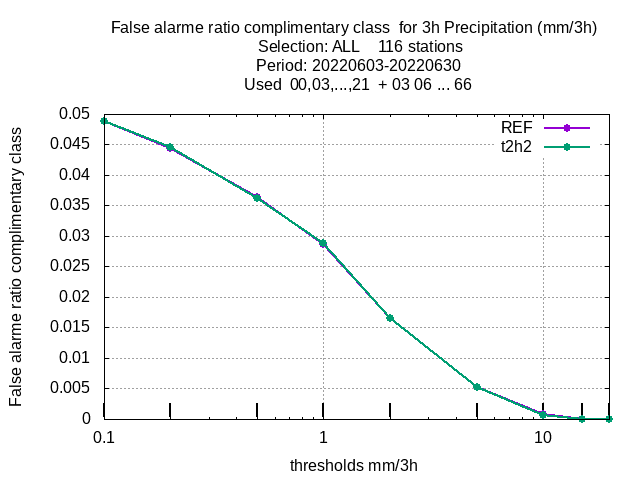 False alarme ratio complimentary class  for 3h Precipitation (mm/3h)
Selection: ALL    116 stations
Period: 20220603-20220630
Used  00,03,...,21  + 03 06 ... 66
REF
t2h2
False alarme ratio complimentary class
0.05
0.045
0.04
0.035
0.03
0.025
0.02
0.015
0.01
0.005
0
0.1 1 10
thresholds mm/3h